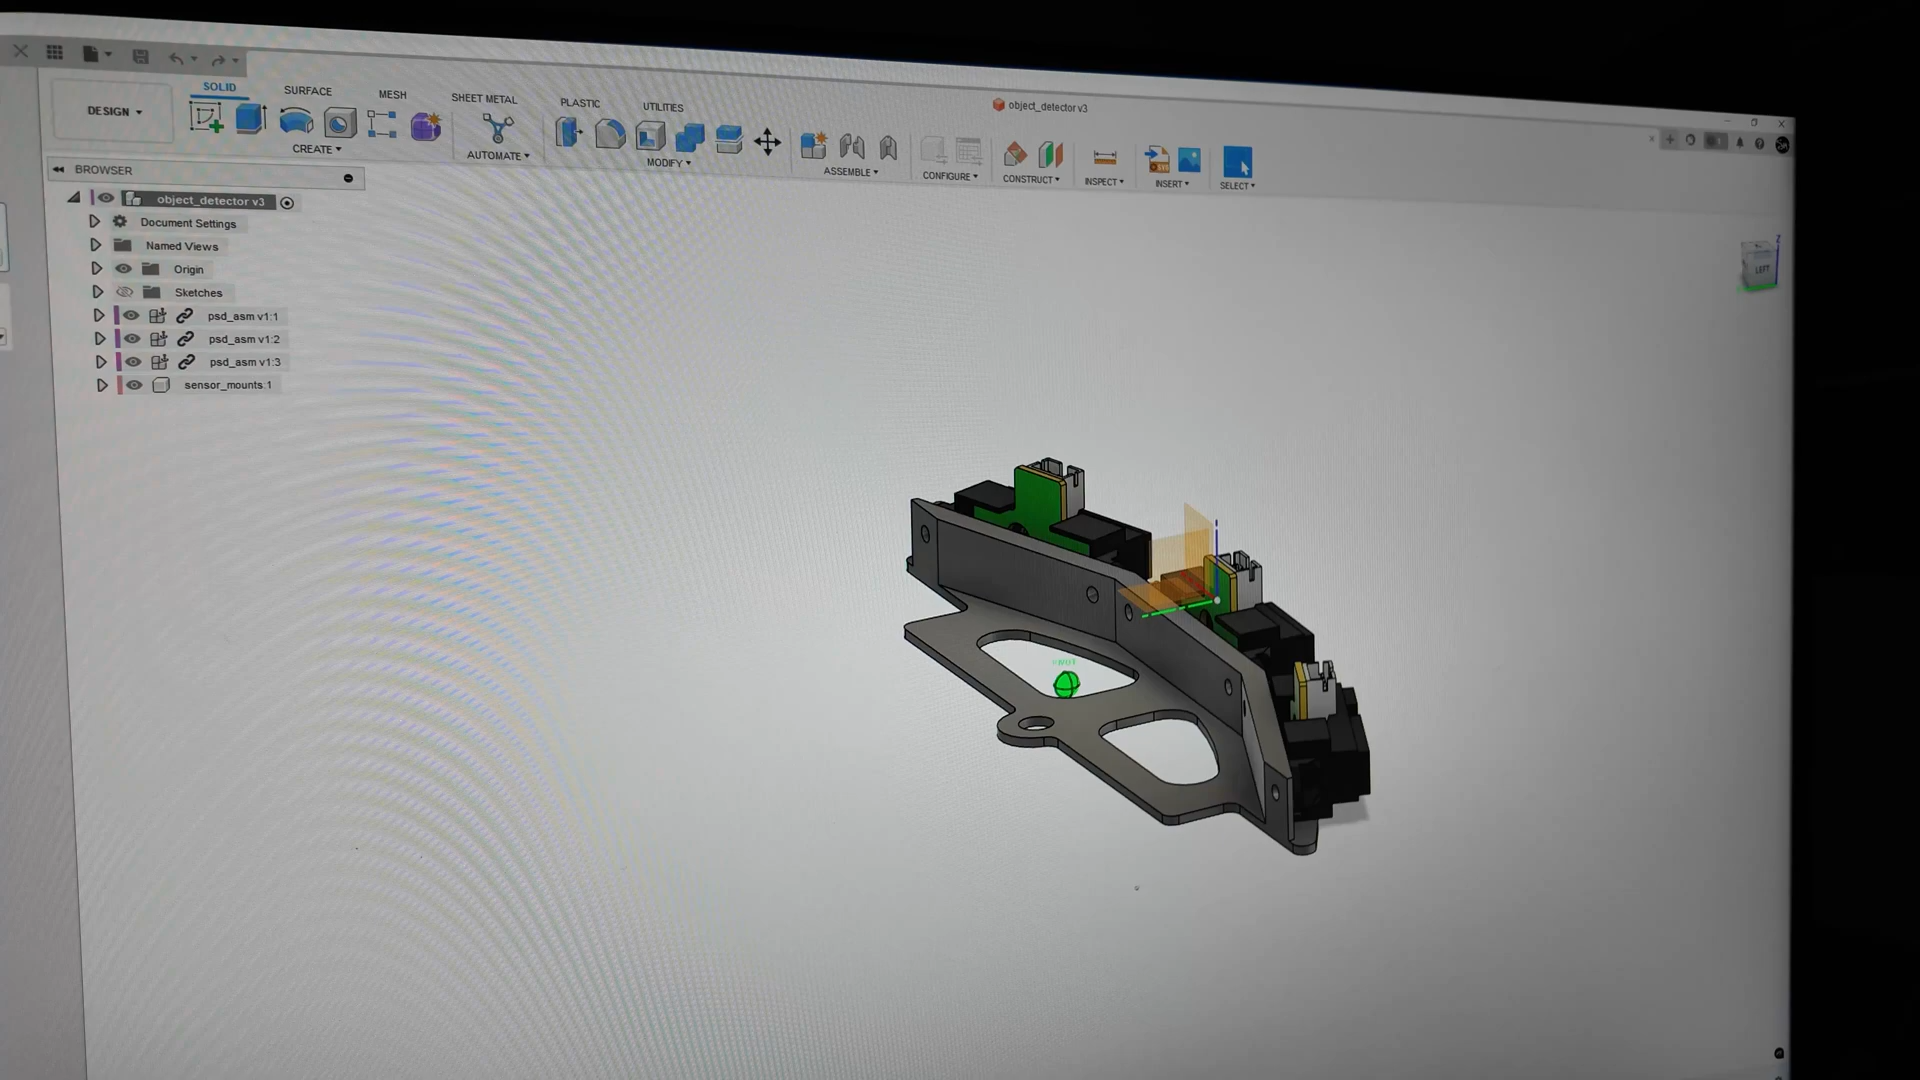 object_detector v3
DESIGN
SOLID
SURFACE
MESH
SHEET METAL
PLASTIC
UTILITIES
CREATE
AUTOMATE
MODIFY
ASSEMBLE
CONFIGURE
CONSTRUCT
INSPECT
INSERT
SELECT
BROWSER
object_detector v3
Document Settings
Named Views
Origin
Sketches
psd_asm v1:1
psd_asm v1:2
psd_asm v1:3
sensor_mounts:1
LEFT
Z